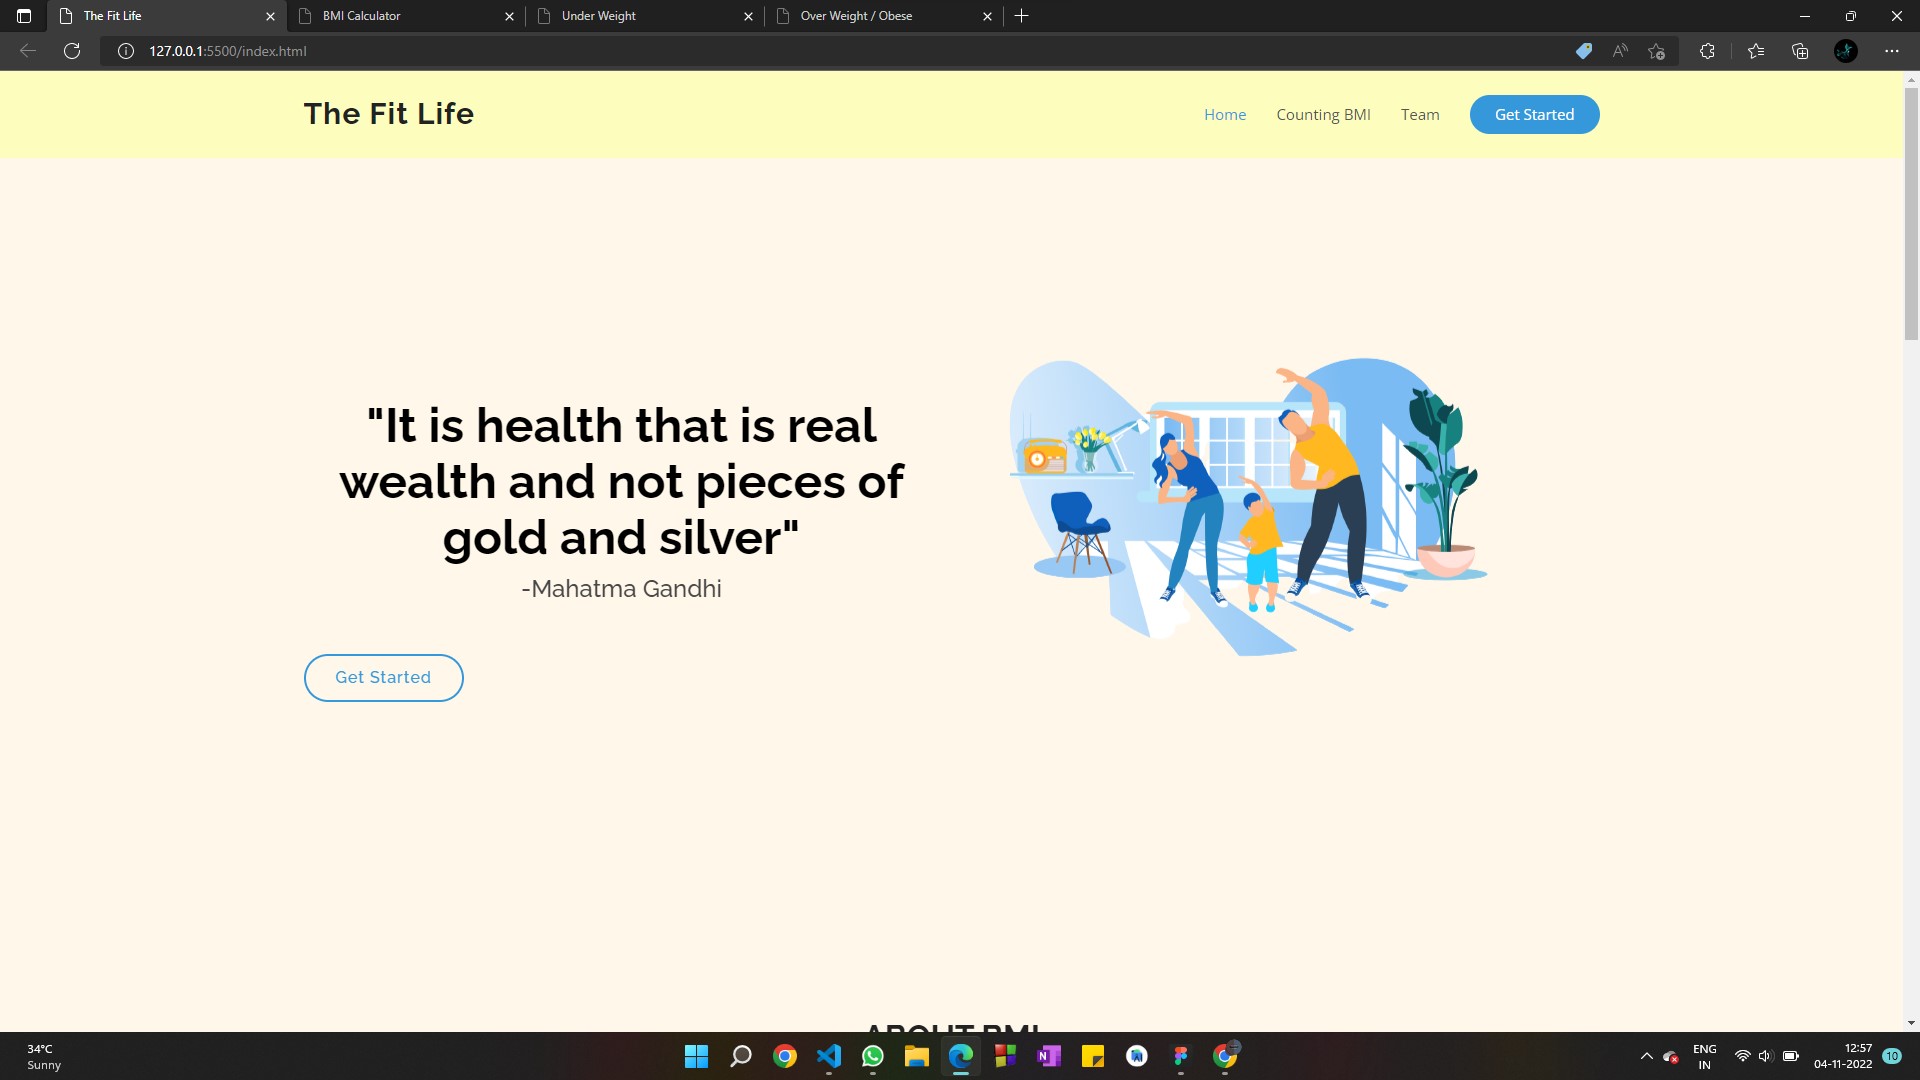 The Fit Life
BMI Calculator
Under Weight
Over Weight / Obese
127.0.0.1:5500/index.html
The Fit Life
Home
Counting BMI
Team
Get Started
"It is health that is real
wealth and not pieces of
gold and silver"
-Mahatma Gandhi
Get Started
ABOUT BMI
34°C
Sunny
ENG
IN
12:57
04-11-2022
10